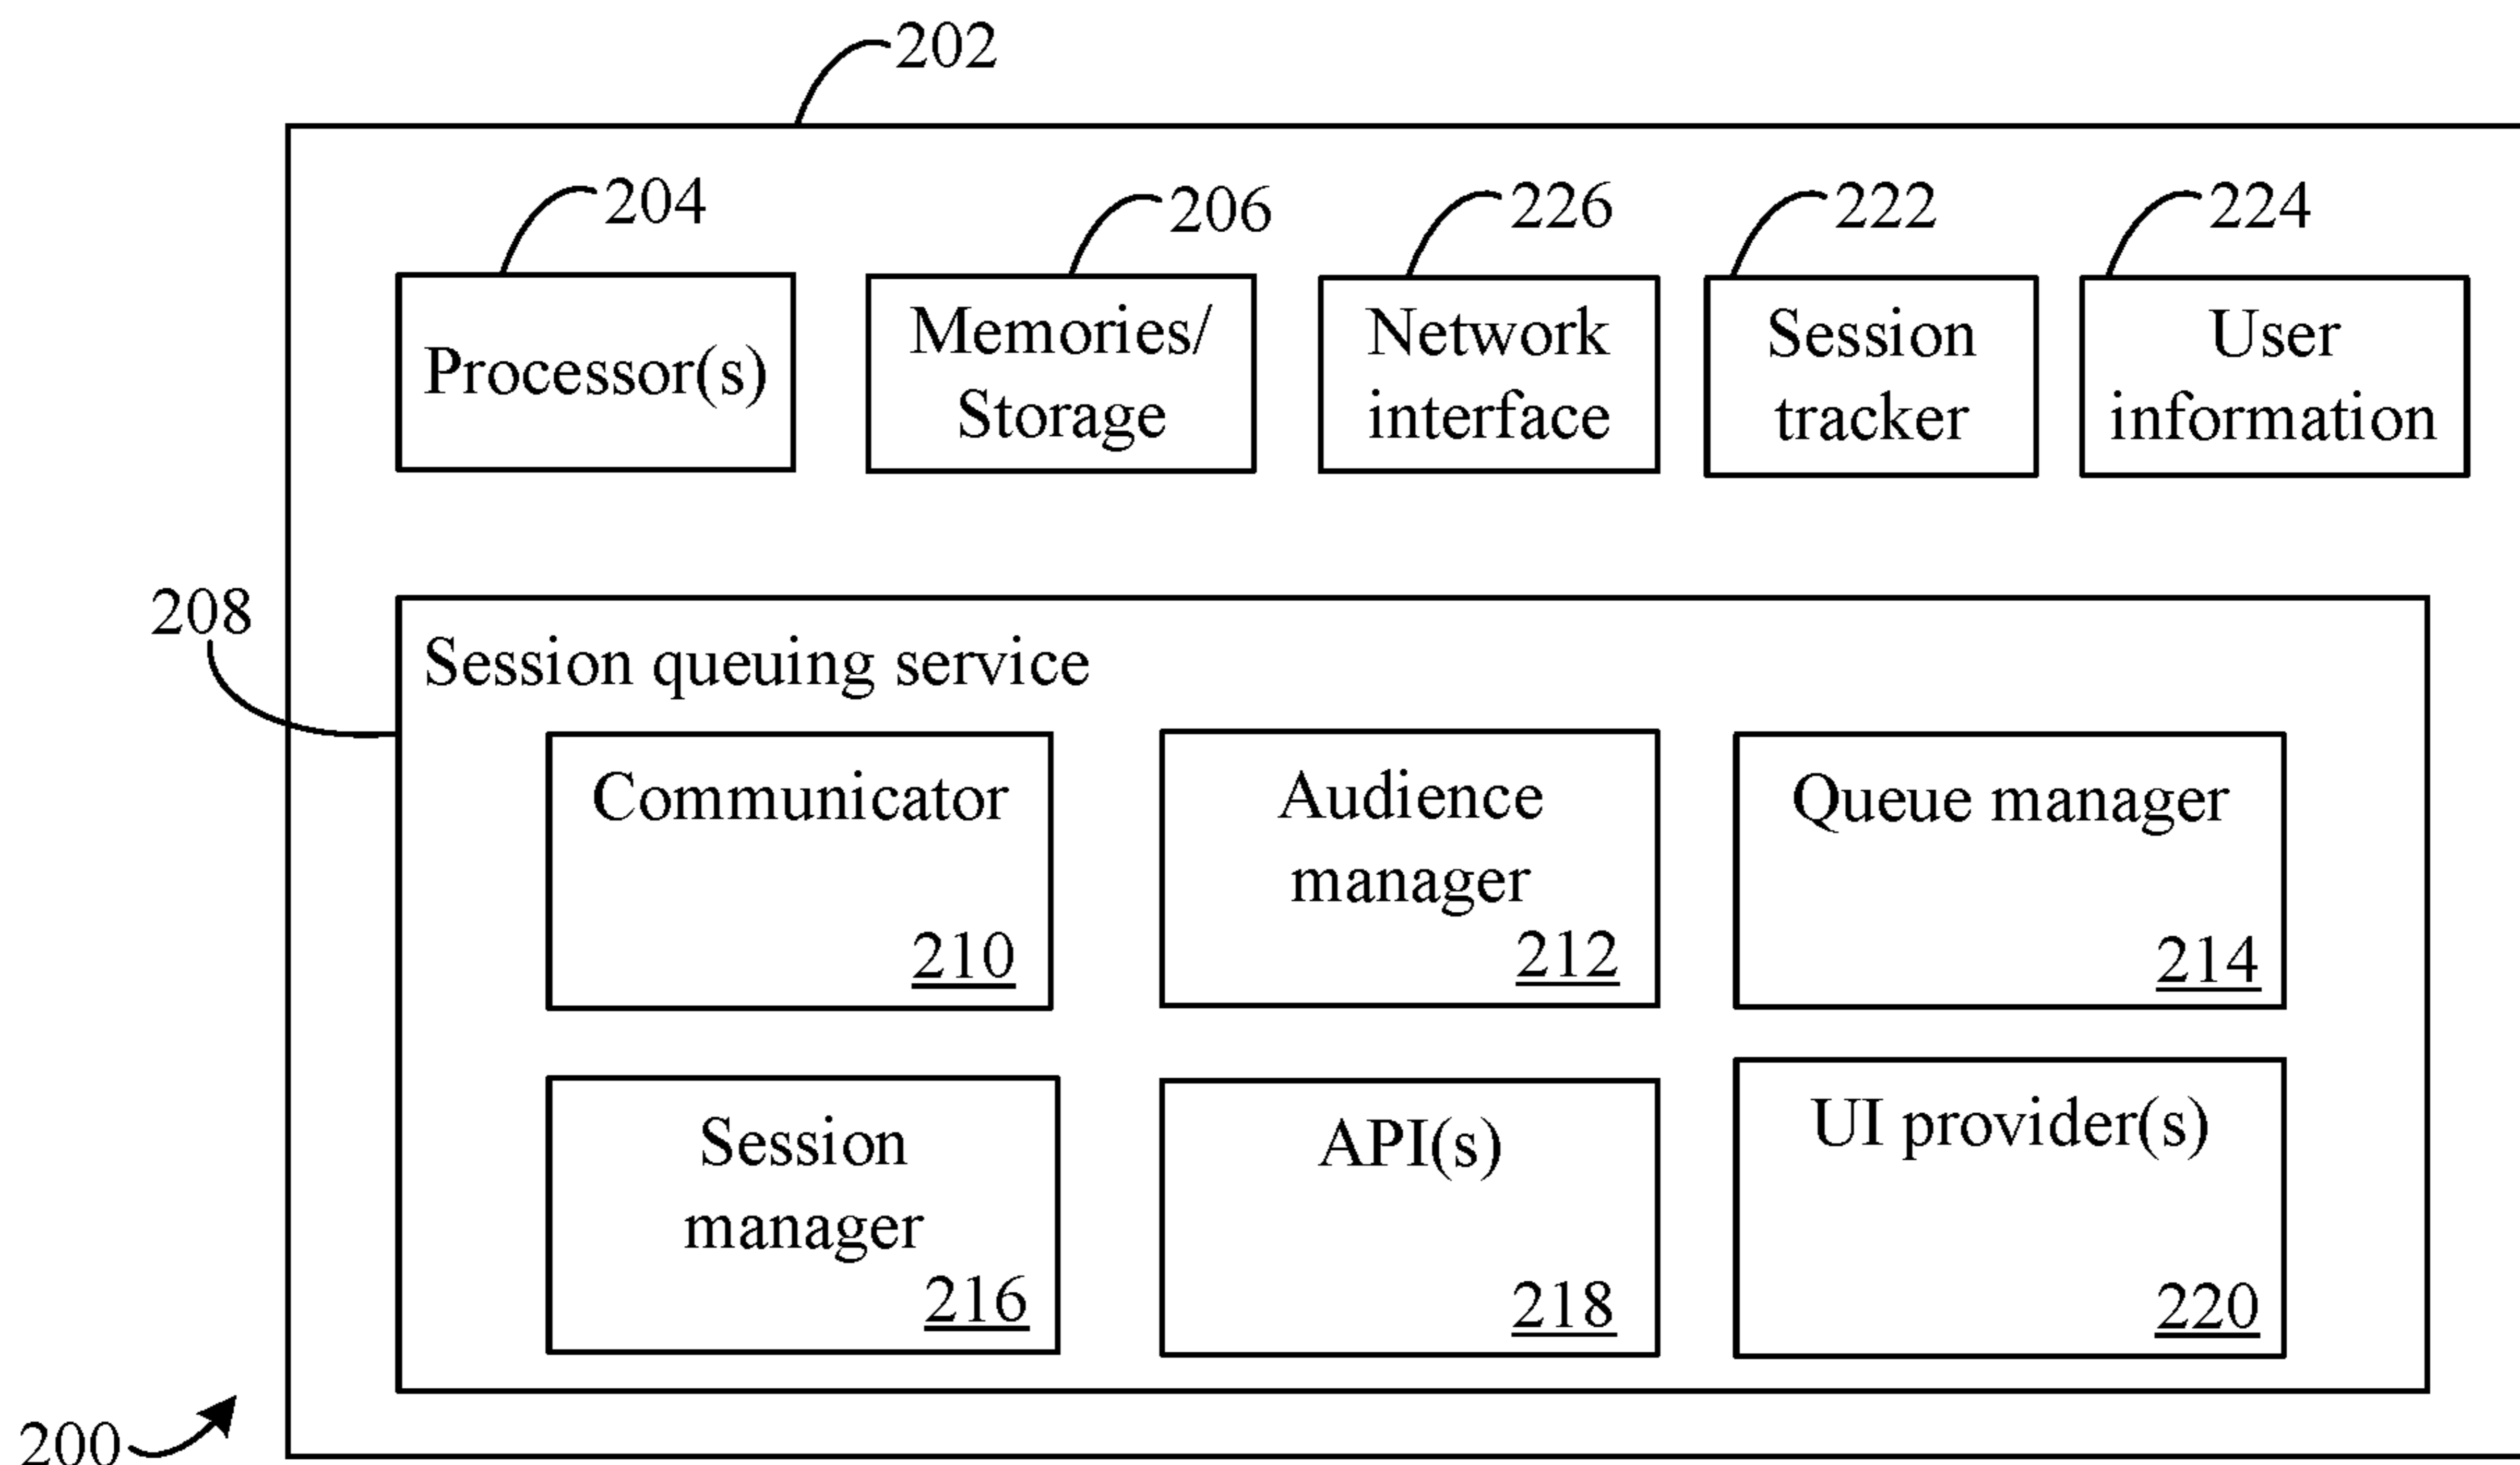 202
204
206
226
222
224
Processor(s)
Memories/
Storage
Network
interface
Session
tracker
User
information
208
Session queuing service
Communicator
210
Audience
manager
212
Queue manager
214
Session
manager
216
API(s)
218
UI provider(s)
220
200